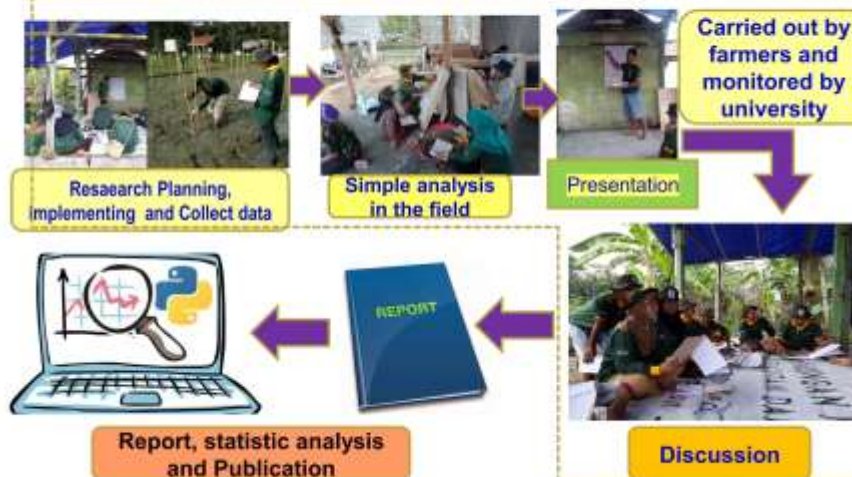 Carried out by
farmers and
monitored by
university
Resaearch Planning,
implementing and Collect data
Simple analysis
in the field
Presentation
REPORT
Report, statistic analysis
and Publication
Discussion